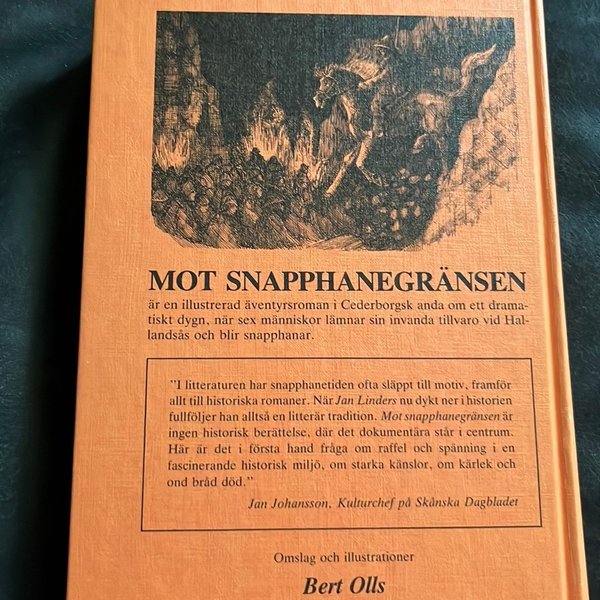 MOT SNAPPHANEGRÄNSEN
är en illustrerad äventyrsroman i Cederborgsk anda om ett drama-
tiskt dygn, när sex människor lämnar sin invanda tillvaro vid Hal-
landsås och blir snapphanar.
"I litteraturen har snapphanetiden ofta släppt till motiv, framför
allt till historiska romaner. När Jan Linders nu dykt ner i historien
fullföljer han alltså en litterär tradition. Mot snapphanegränsen är
ingen historisk berättelse, där det dokumentära står i centrum.
Här är det i första hand fråga om raffel och spänning i en
fascinerande historisk miljö, om starka känslor, om kärlek och
ond bråd död."
Jan Johansson, Kulturchef på Skånska Dagbladet
Omslag och illustrationer
Bert Olls